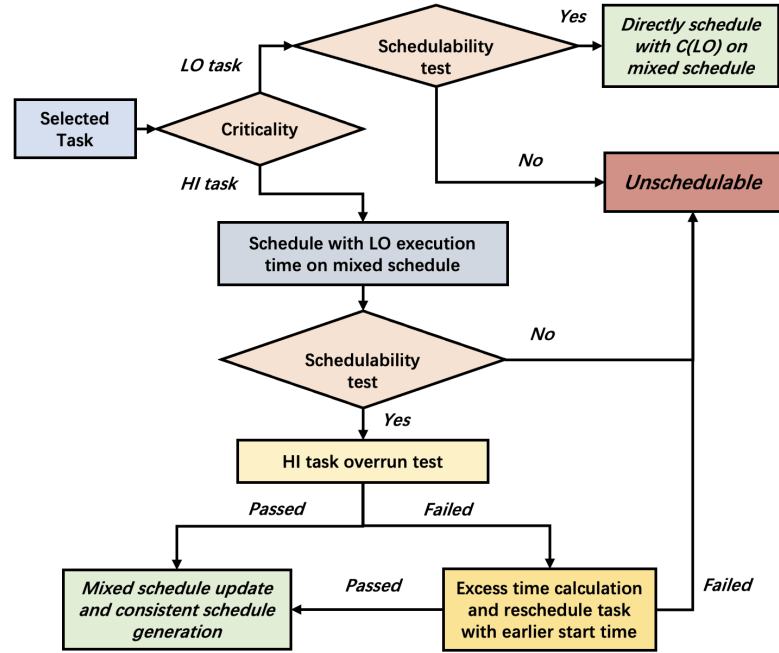 Yes
Directly schedule
with C(LO) on
mixed schedule
Schedulability
test
LO task
Selected
Task
Criticality
No
Unschedulable
HI task
Schedule with LO execution
time on mixed schedule
No
Schedulability
test
Yes
HI task overrun test
Passed
Failed
Mixed schedule update
and consistent schedule
generation
Passed
Excess time calculation
and reschedule task
with earlier start time
Failed